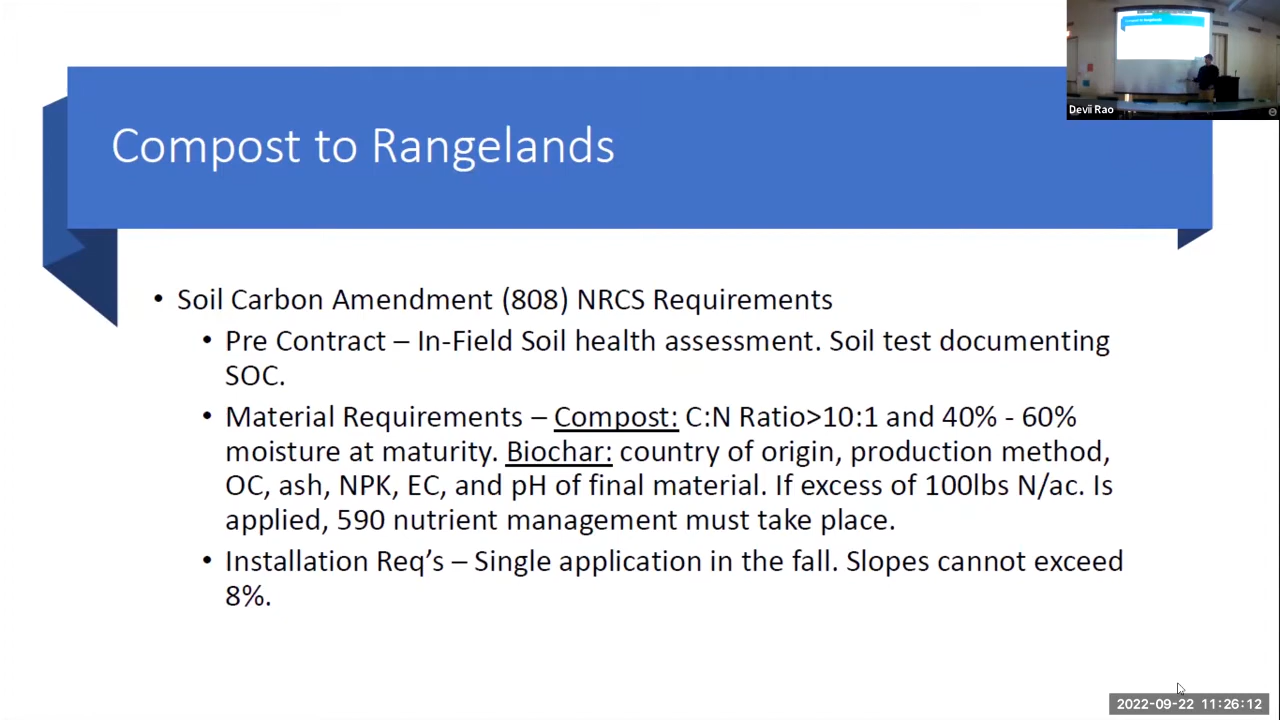 Compost to Rangelands
Devii Rao
• Soil Carbon Amendment (808) NRCS Requirements
• Pre Contract – In-Field Soil health assessment. Soil test documenting
SOC.
• Material Requirements – Compost: C:N Ratio>10:1 and 40% - 60%
moisture at maturity. Biochar: country of origin, production method,
OC, ash, NPK, EC, and pH of final material. If excess of 100lbs N/ac. Is
applied, 590 nutrient management must take place.
• Installation Req’s – Single application in the fall. Slopes cannot exceed
8%.
2022-09-22 11:26:12